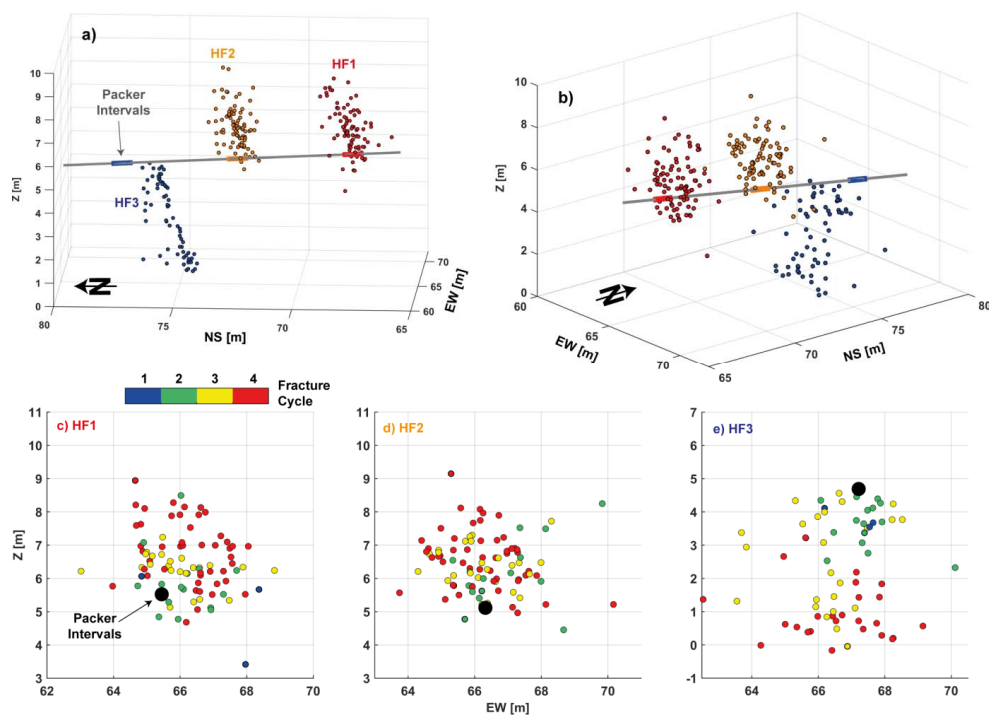 a)
HF2
HF1
Packer
Intervals
HF3
N
Z [m]
10
9
8
7
6
5
4
3
2
1
0
80
75
70
65
NS [m]
70
65
60
EW [m]
b)
Z [m]
10
8
6
4
2
0
N
60
65
70
EW [m]
65
70
75
80
NS [m]
1 2 3 4
Fracture
Cycle
c) HF1
Z [m]
11
10
9
8
7
6
5
4
3
Packer
Intervals
62 64 66 68 70
d) HF2
11
10
9
8
7
6
5
4
3
64 66 68 70
EW [m]
e) HF3
7
6
5
4
3
2
1
0
-1
64 66 68 70